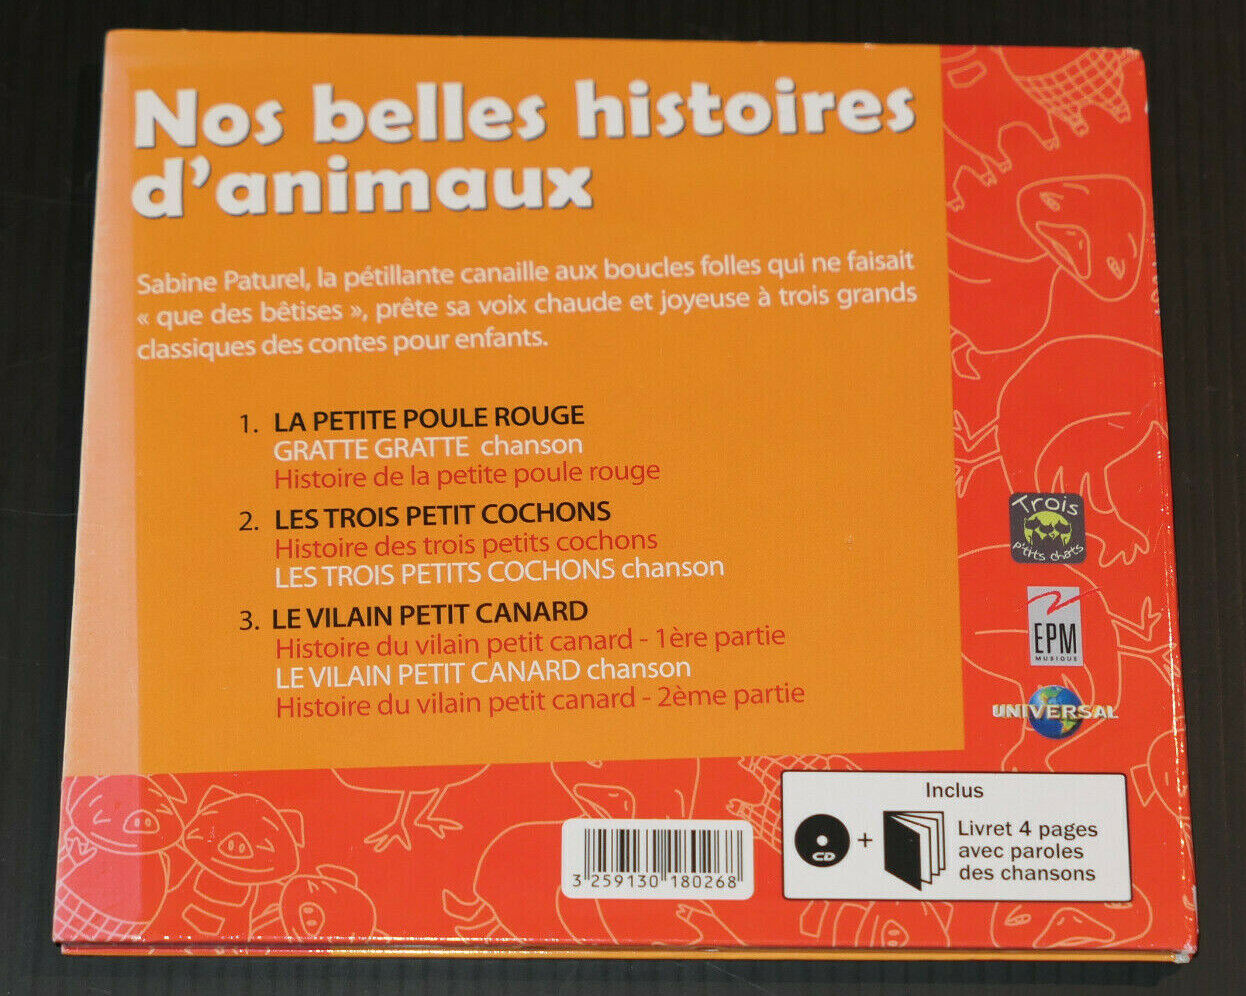 Nos belles histoires
d'animaux
Sabine Paturel, la pétillante canaille aux boucles folles qui ne faisait
« que des bêtises », prête sa voix chaude et joyeuse à trois grands
classiques des contes pour enfants.
1. LA PETITE POULE ROUGE
GRATTE GRATTE chanson
Histoire de la petite poule rouge
2. LES TROIS PETIT COCHONS
Histoire des trois petits cochons
LES TROIS PETITS COCHONS chanson
3. LE VILAIN PETIT CANARD
Histoire du vilain petit canard - 1ère partie
LE VILAIN PETIT CANARD chanson
Histoire du vilain petit canard - 2ème partie
Trois
p'tits chats
EPM
MUSIQUE
UNIVERSAL
Inclus
CD
+
Livret 4 pages
avec paroles
des chansons
3 259130 180268